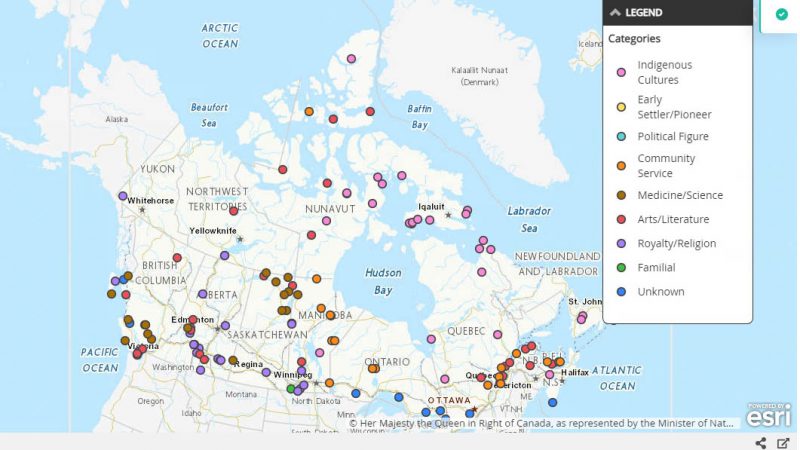 ARCTIC
OCEAN
LEGEND
Categories
Indigenous
Cultures
Early
Settler/Pioneer
Political Figure
Community
Service
Medicine/Science
Arts/Literature
Royalty/Religion
Familial
Unknown
Iceland
Kalaallit Nunaat
(Denmark)
Beaufort
Sea
Baffin
Bay
Alaska
YUKON
Whitehorse
NORTHWEST
TERRITORIES
NUNAVUT
Iqaluit
Labrador
Sea
Yellowknife
BRITISH
COLUMBIA
Hudson
Bay
NEWFOUNDLAND
AND LABRADOR
BERTA
MANITOBA
St. John
Edmonton
SASKATCHEWAN
QUEBEC
PACIFIC
OCEAN
Victoria
Washington
Regina
Winnipeg
ONTARIO
Halifax
N.S.
ATLANTIC
OCEAN
Oregon
Idaho
Montana
North Dakota
OTTAWA
VT NH
POWERED BY
esri
© Her Majesty the Queen in Right of Canada, as represented by the Minister of Nat...